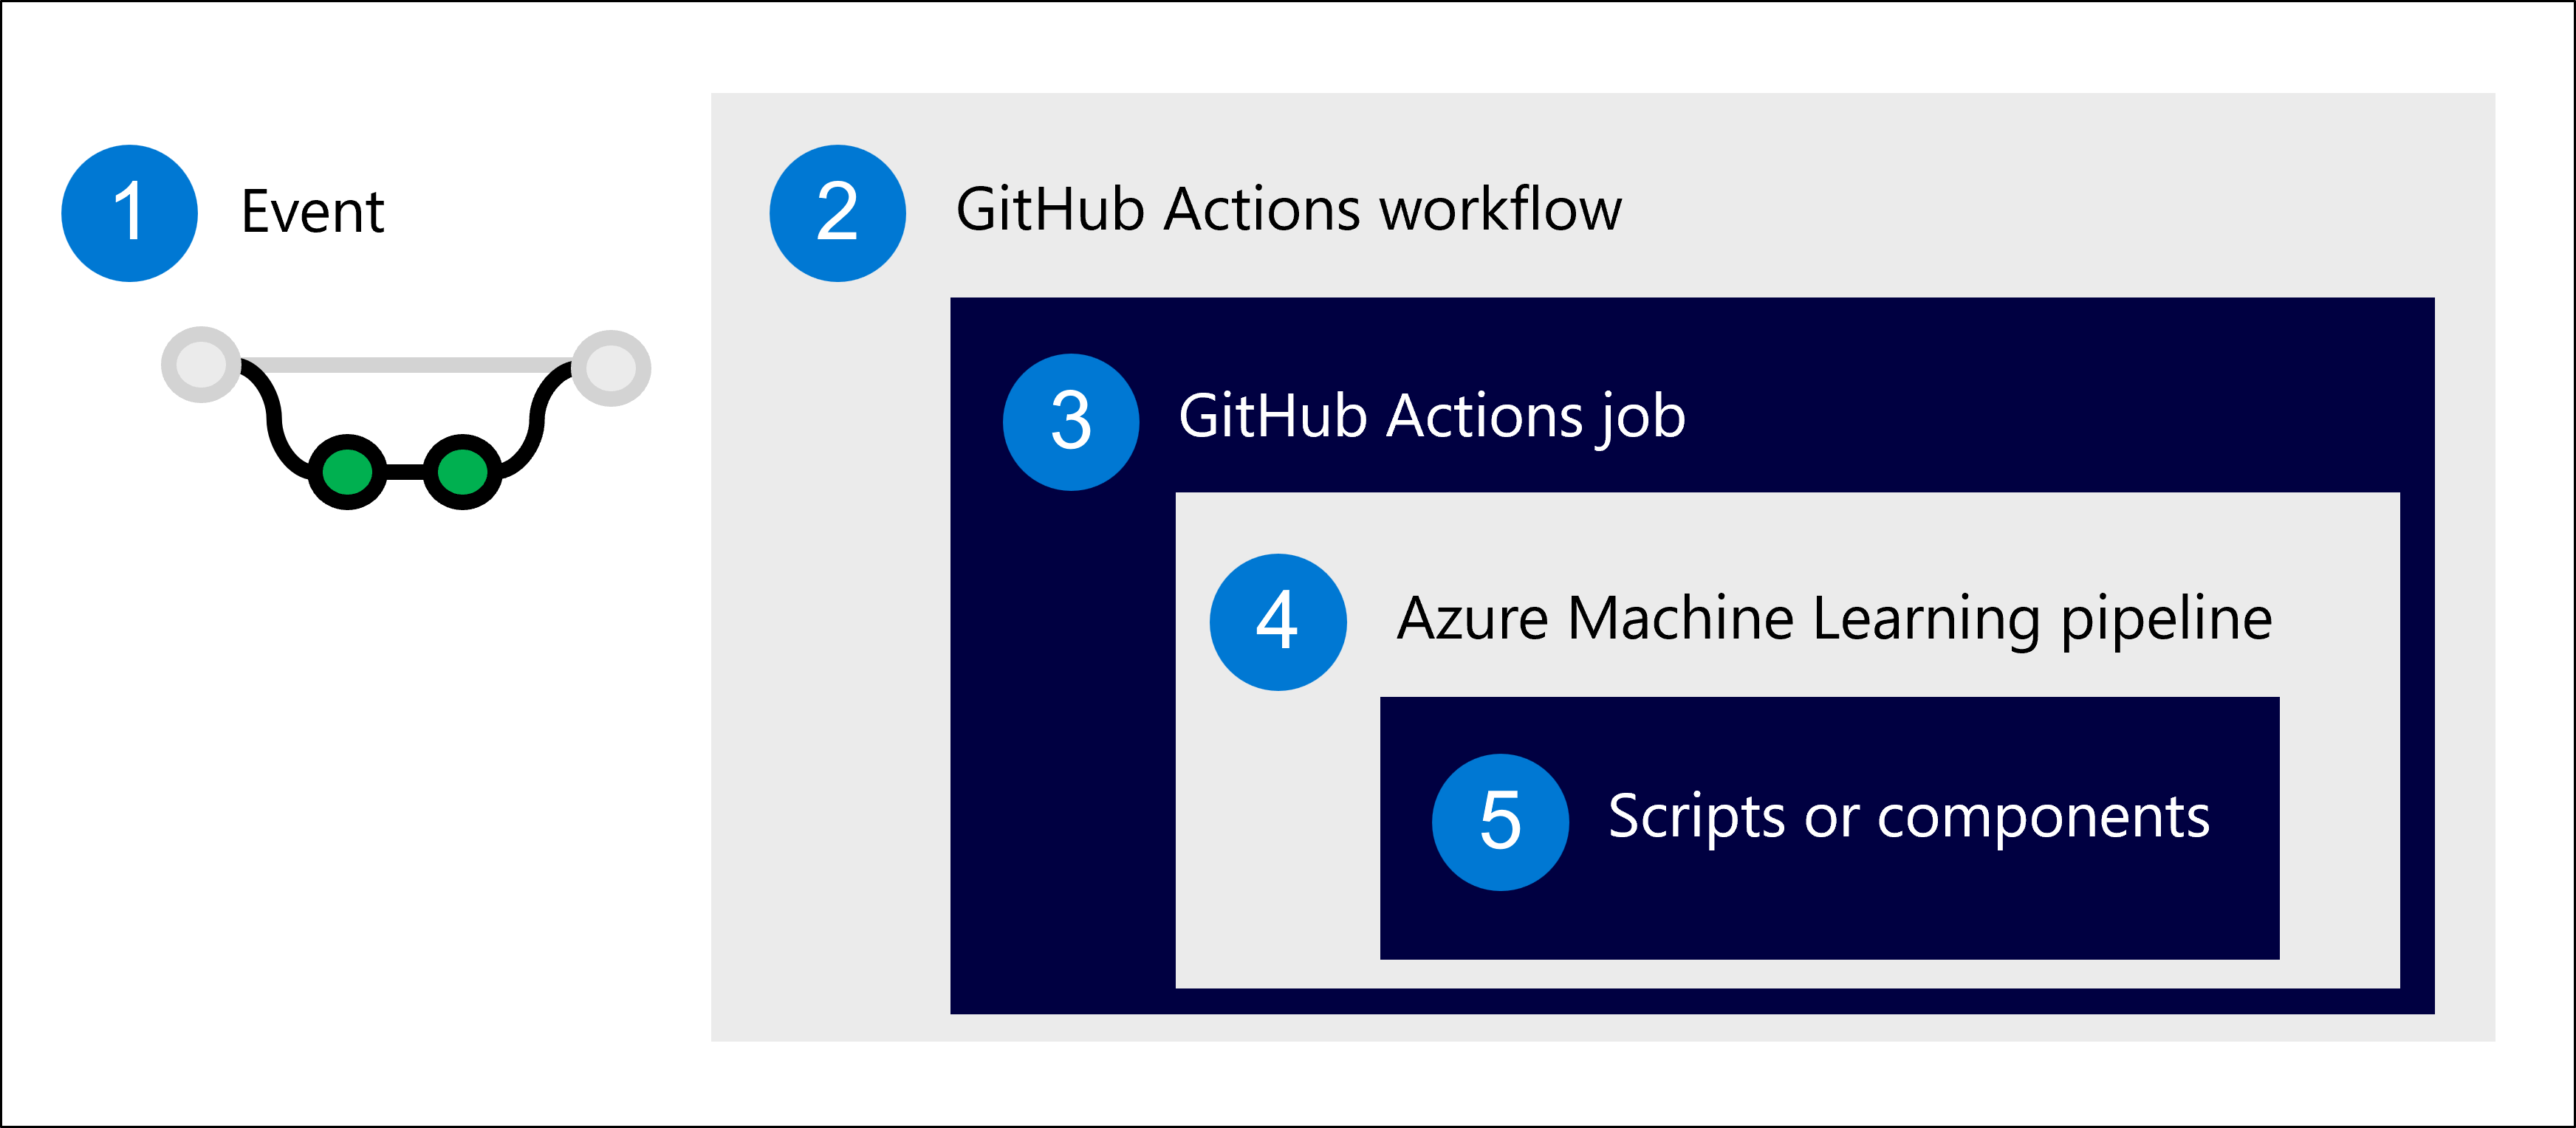 1 Event
2 GitHub Actions workflow
3 GitHub Actions job
4 Azure Machine Learning pipeline
5 Scripts or components